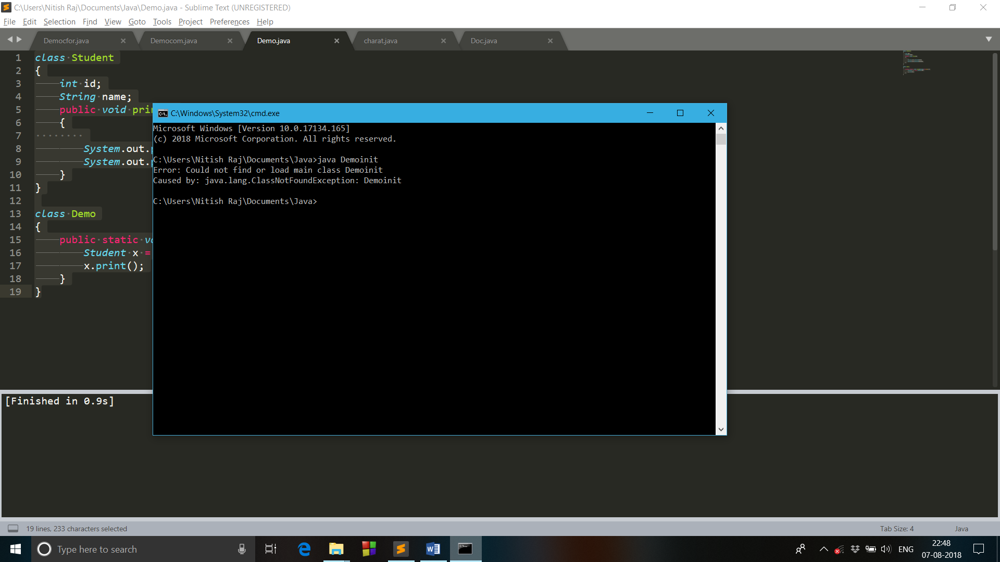 C:\Users\Nitish Raj\Documents\Java\Demo.java - Sublime Text (UNREGISTERED)
File Edit Selection Find View Goto Tools Project Preferences Help
Democfor.java Democom.java Demo.java charat.java Doc.java
1 class Student
2 {
3 int id;
4 String name;
5 public void prin
6 {
7
8 System.out.p
9 System.out.p
10 }
11 }
12
13 class Demo
14 {
15 public static vo
16 Student x =
17 x.print();
18 }
19 }
C:\Windows\System32\cmd.exe
Microsoft Windows [Version 10.0.17134.165]
(c) 2018 Microsoft Corporation. All rights reserved.
C:\Users\Nitish Raj\Documents\Java>java Demoinit
Error: Could not find or load main class Demoinit
Caused by: java.lang.ClassNotFoundException: Demoinit
C:\Users\Nitish Raj\Documents\Java>
[Finished in 0.9s]
19 lines, 233 characters selected Tab Size: 4 Java
Type here to search
ENG
22:48
07-08-2018